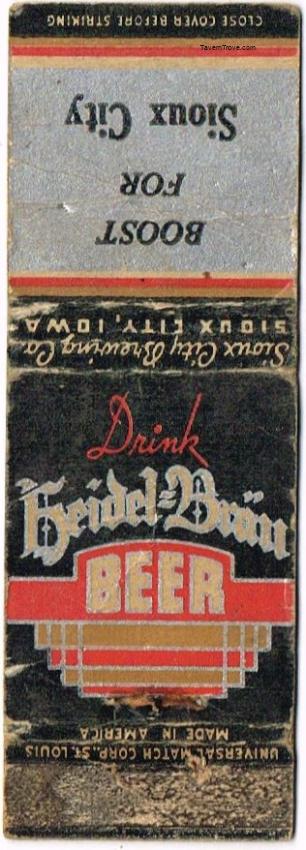 CLOSE COVER BEFORE STRIKING
TavernTrove.com
BOOST
FOR
Sioux City
Sioux City Brewing Co.
SIOUX CITY, IOWA
Drink
Heidel-Bräu
BEER
UNIVERSAL MATCH CORP., ST. LOUIS
MADE IN AMERICA